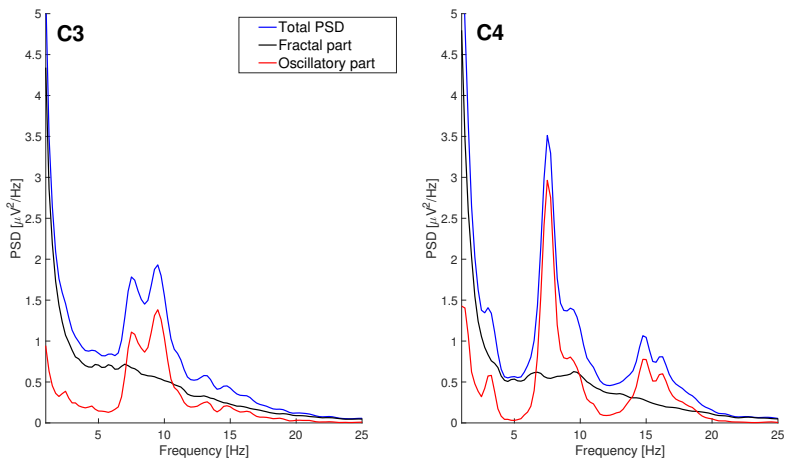 C3
Total PSD
Fractal part
Oscillatory part
PSD [μV²/Hz]
5
4.5
4
3.5
3
2.5
2
1.5
1
0.5
0
5 10 15 20 25
Frequency [Hz]
C4
PSD [μV²/Hz]
5
4.5
4
3.5
3
2.5
2
1.5
1
0.5
0
5 10 15 20 25
Frequency [Hz]